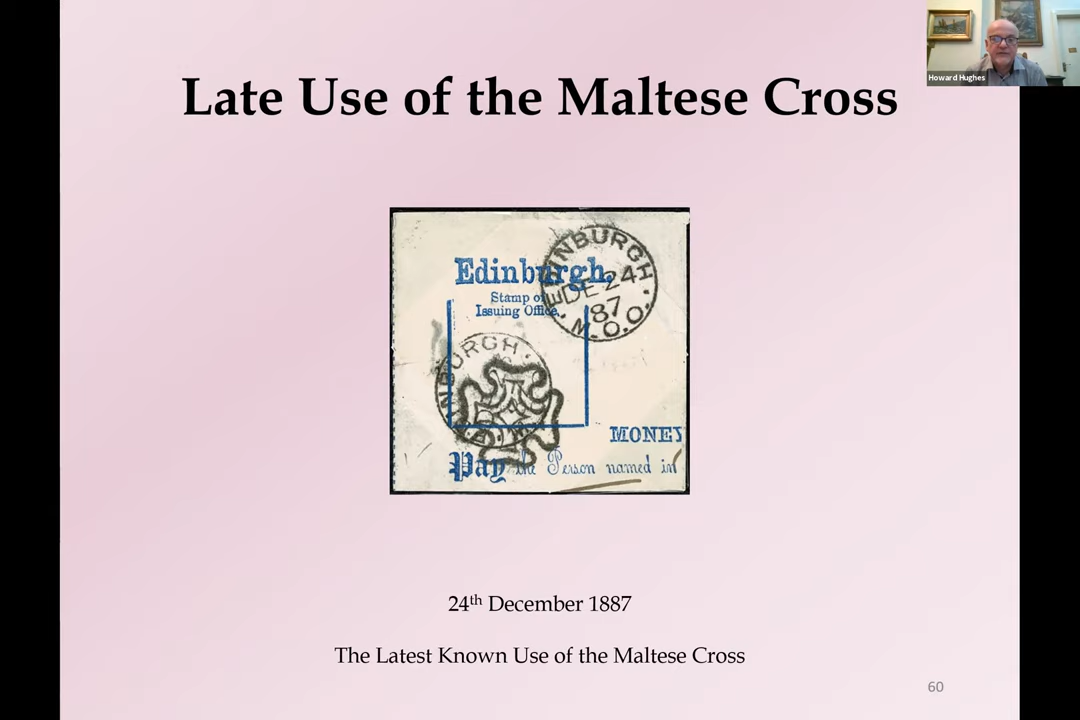 Howard Hughes
Late Use of the Maltese Cross
EDINBURGH
DE 24
87
M.O.O.
Edinburgh.
Stamp of
Issuing Office.
MONEY
Pay the Person named in
24th December 1887
The Latest Known Use of the Maltese Cross
60